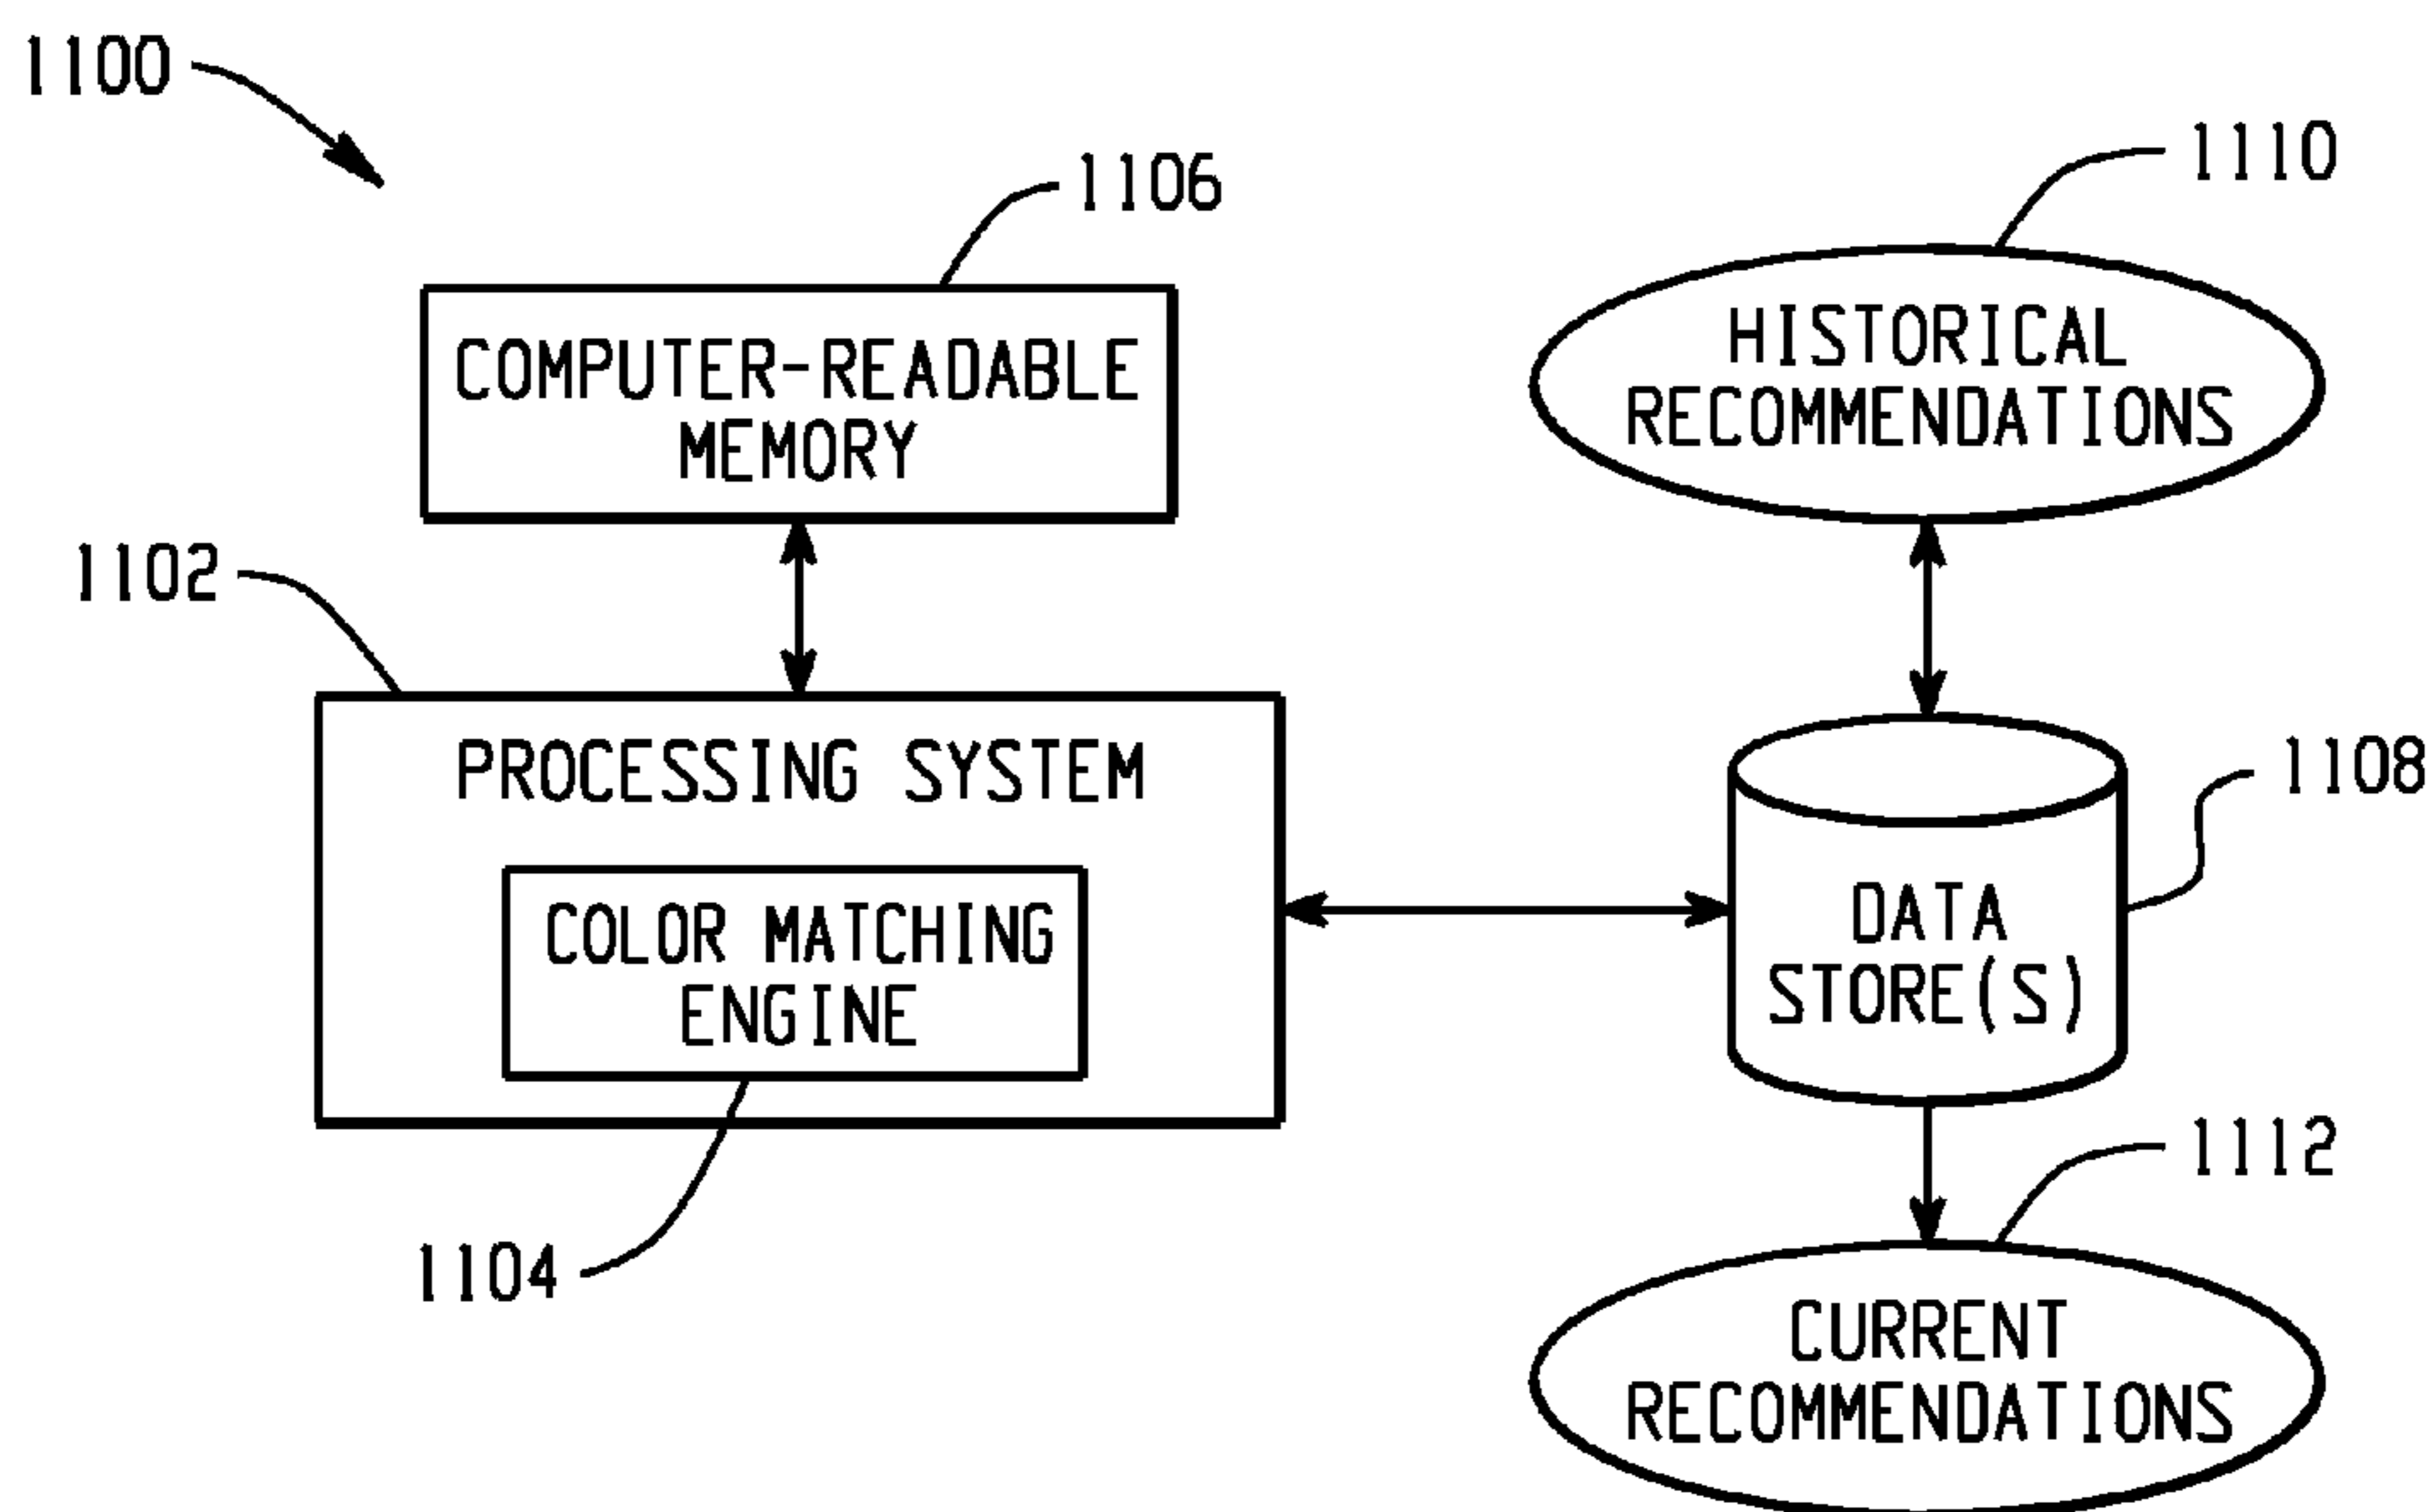 1100
1106
COMPUTER-READABLE
MEMORY
1102
PROCESSING SYSTEM
COLOR MATCHING
ENGINE
1104
1110
HISTORICAL
RECOMMENDATIONS
1108
DATA
STORE(S)
1112
CURRENT
RECOMMENDATIONS